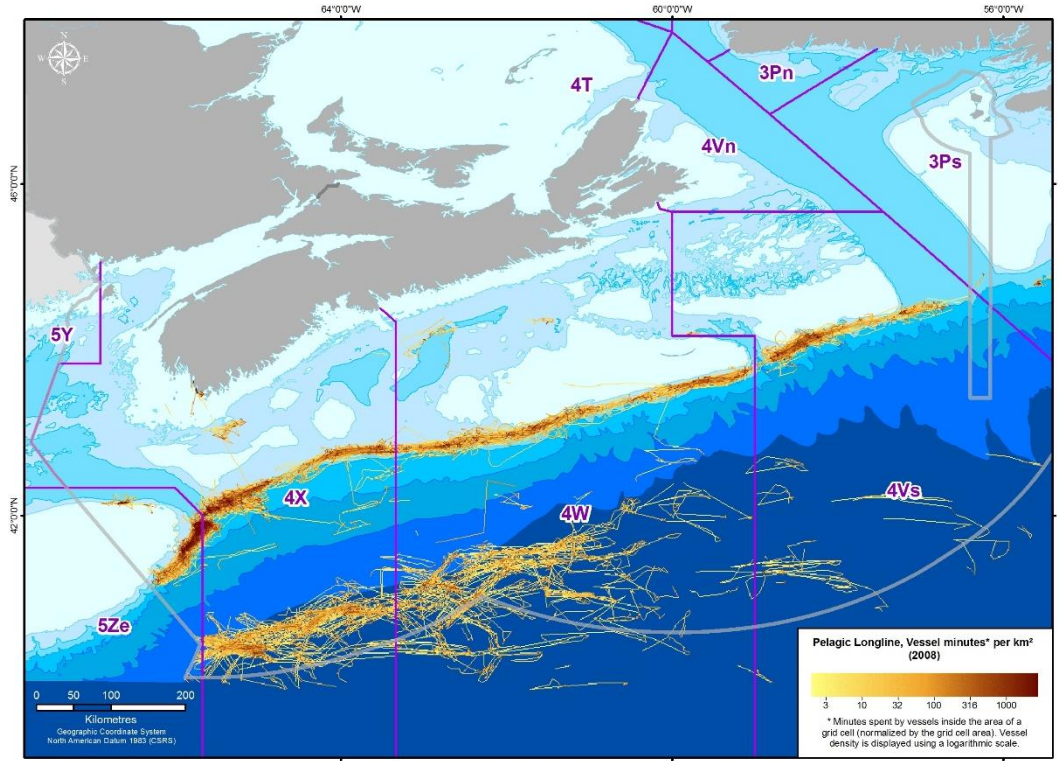 64°0'0"W 60°0'0"W 56°0'0"W
N
W E
S
3Pn
4T
4Vn
3Ps
46°0'0"N
5Y
42°0'0"N
4X
4W
4Vs
5Ze
0 50 100 200
Kilometres
Geographic Coordinate System
North American Datum 1983 (CSRS)
Pelagic Longline, Vessel minutes* per km²
(2008)
3 10 32 100 316 1000
* Minutes spent by vessels inside the area of a
grid cell (normalized by the grid cell area). Vessel
density is displayed using a logarithmic scale.